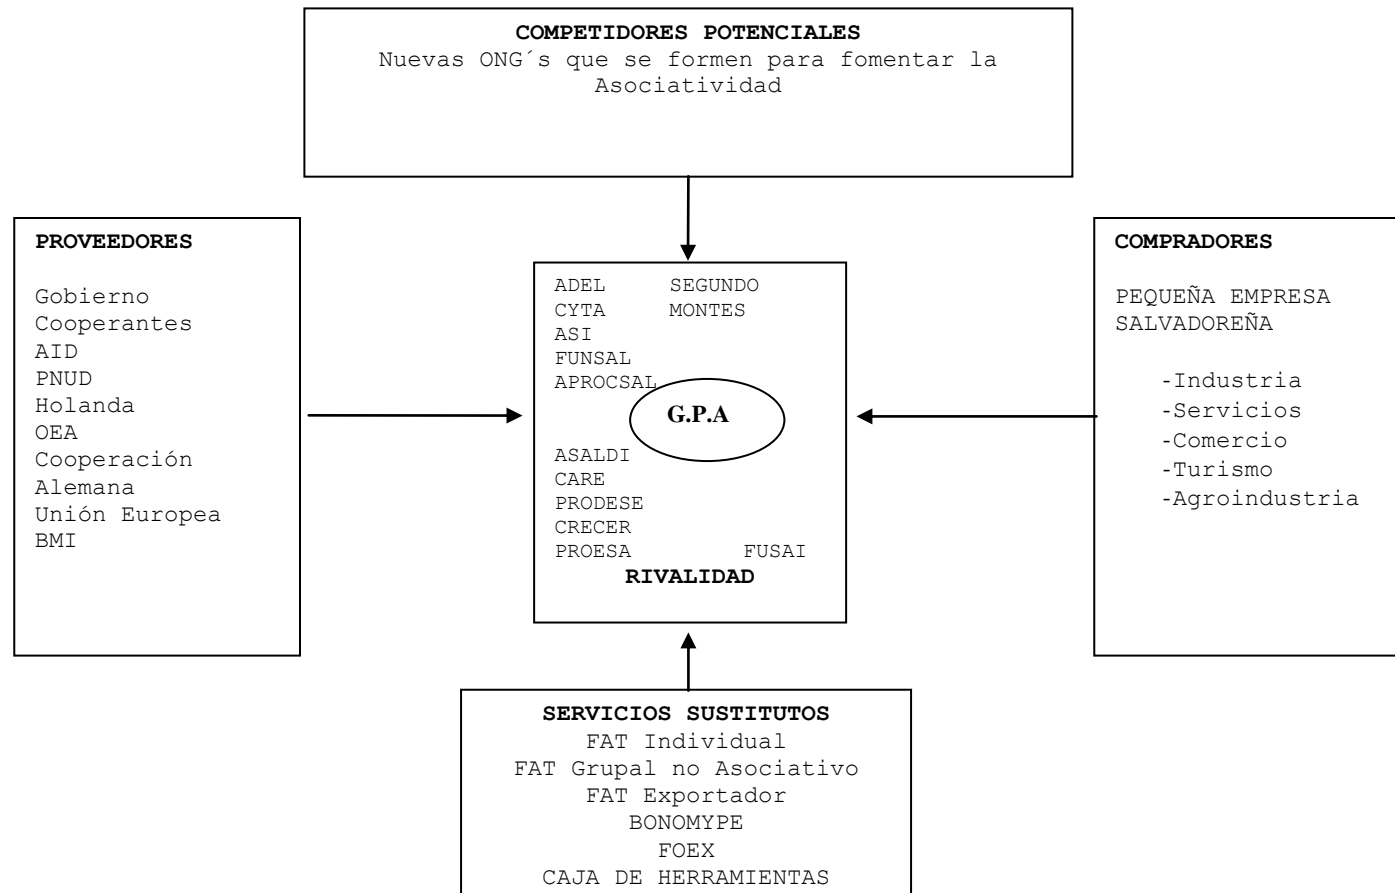 COMPETIDORES POTENCIALES
Nuevas ONG´s que se formen para fomentar la
Asociatividad
PROVEEDORES
Gobierno
Cooperantes
AID
PNUD
Holanda
OEA
Cooperación
Alemana
Unión Europea
BMI
ADEL SEGUNDO
CYTA MONTES
ASI
FUNSAL
APROCSAL
G.P.A
ASALDI
CARE
PRODESE
CRECER
PROESA FUSAI
RIVALIDAD
COMPRADORES
PEQUEÑA EMPRESA
SALVADOREÑA
-Industria
-Servicios
-Comercio
-Turismo
-Agroindustria
SERVICIOS SUSTITUTOS
FAT Individual
FAT Grupal no Asociativo
FAT Exportador
BONOMYPE
FOEX
CAJA DE HERRAMIENTAS